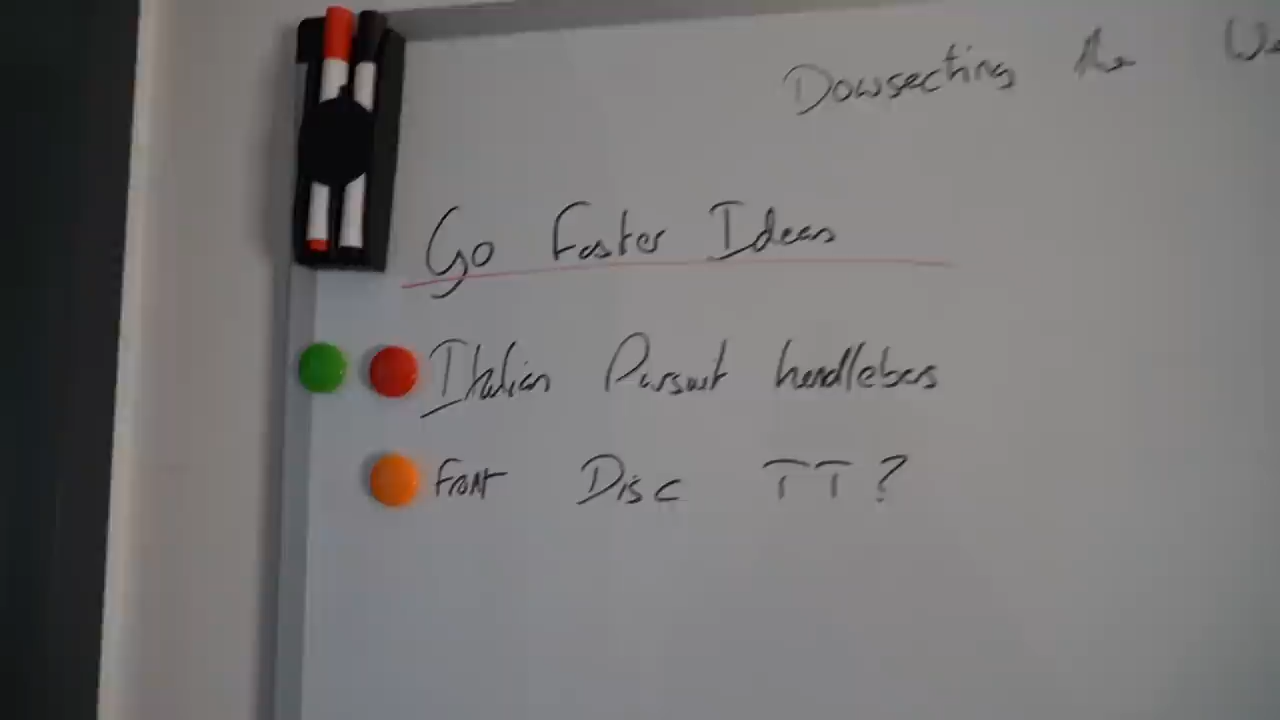 Dowsecting the
Go Faster Ideas
Italian Pursuit handlebars
Front Disc TT?